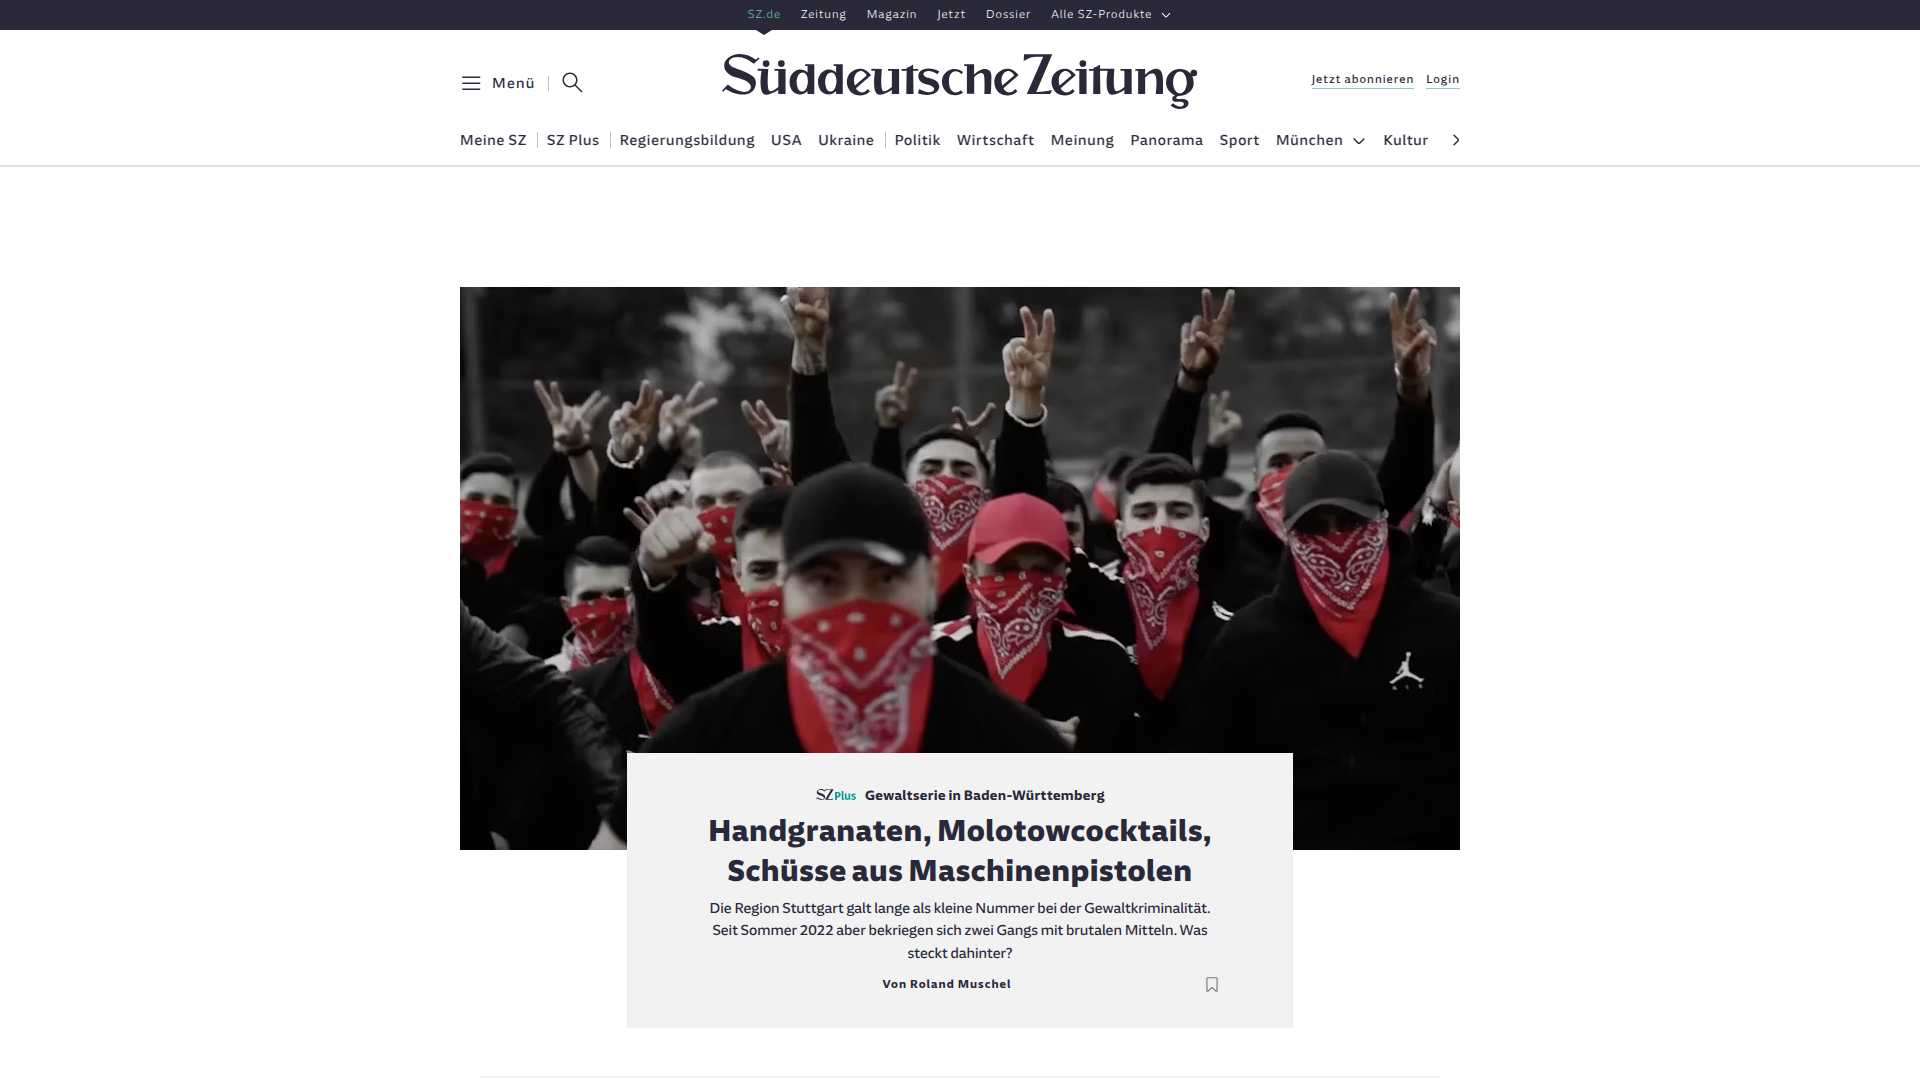 SZ.de Zeitung Magazin Jetzt Dossier Alle SZ-Produkte
Menü
Süddeutsche Zeitung
Jetzt abonnieren Login
Meine SZ SZ Plus Regierungsbildung USA Ukraine Politik Wirtschaft Meinung Panorama Sport München Kultur
SZ Plus Gewaltserie in Baden-Württemberg
Handgranaten, Molotowcocktails,
Schüsse aus Maschinenpistolen
Die Region Stuttgart galt lange als kleine Nummer bei der Gewaltkriminalität.
Seit Sommer 2022 aber bekriegen sich zwei Gangs mit brutalen Mitteln. Was
steckt dahinter?
Von Roland Muschel